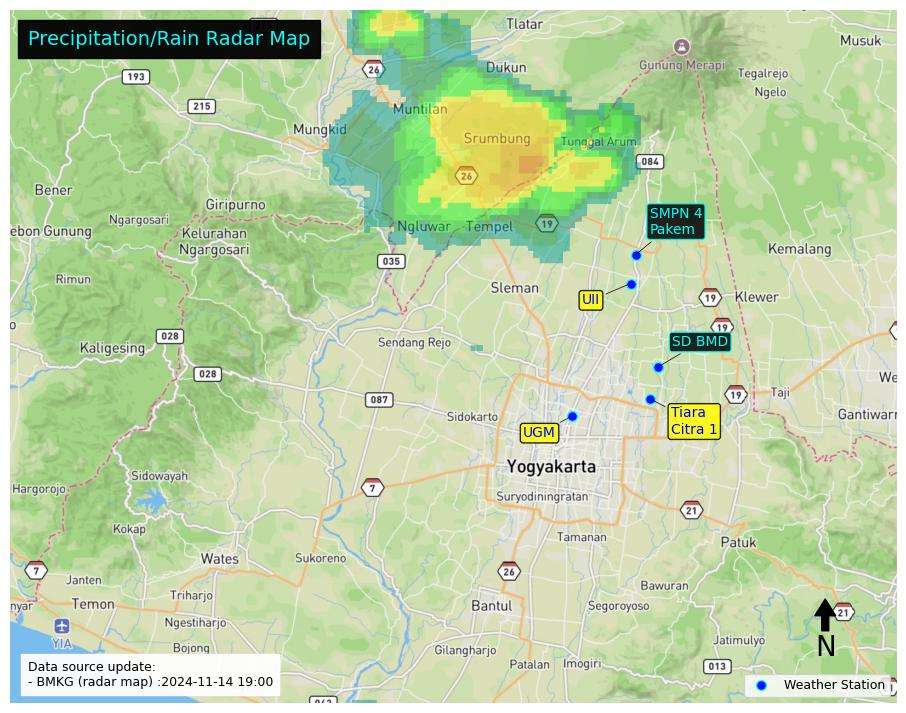 Precipitation/Rain Radar Map
Tlatar
Musuk
26
Dukun
Gunung Merapi
Tegalrejo
193
Ngelo
215
Muntilan
Mungkid
Srumbung
Tunggal Arum
084
26
Bener
Giripurno
SMPN 4
Pakem
Ngargosari
Ngluwar
Tempel
19
ebon Gunung
Kelurahan
Ngargosari
Kemalang
035
Rimun
Sleman
UII
19
Klewer
19
028
Kaligesing
Sendang Rejo
SD BMD
028
We
087
19
Taji
Sidokarto
Tiara
Citra 1
Gantiwarn
UGM
Yogyakarta
Sidowayah
Hargorojo
7
Suryodiningratan
21
Kokap
Tamanan
Patuk
Wates
Sukoreno
7
26
Janten
Bawuran
Triharjo
nyar
Temon
Bantul
Segoroyoso
21
Ngestiharjo
YIA
Jatimulyo
N
Bojong
Gilangharjo
Patalan
Imogiri
013
Data source update:
- BMKG (radar map) :2024-11-14 19:00
Weather Station